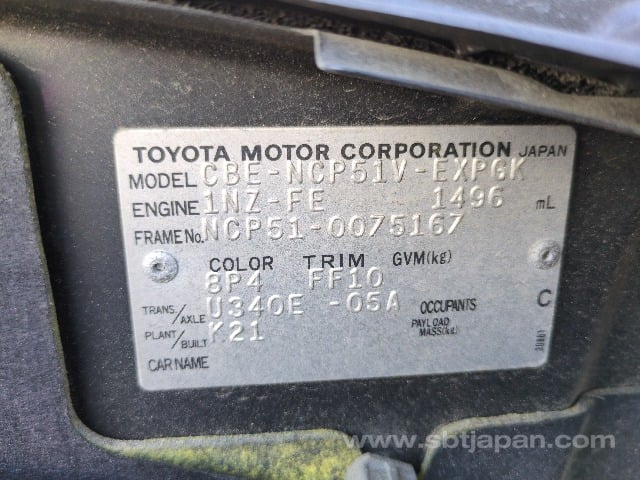 TOYOTA MOTOR CORPORATION JAPAN
MODEL CBE-NCP51V-EXPGK
ENGINE 1NZ-FE 1496 mL
FRAME No. NCP51-0075167
COLOR TRIM GVM(kg)
8P4 FF10
TRANS./AXLE U340E -05A OCCUPANTS C
PLANT/BUILT K21 PAYLOAD MASS(kg)
CAR NAME
www.sbtjapan.com